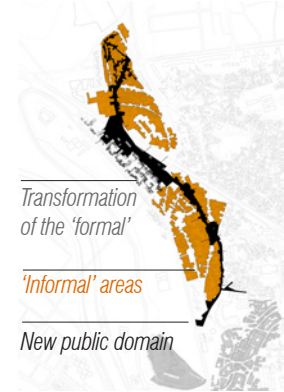 Transformation
of the ‘formal’
‘Informal’ areas
New public domain